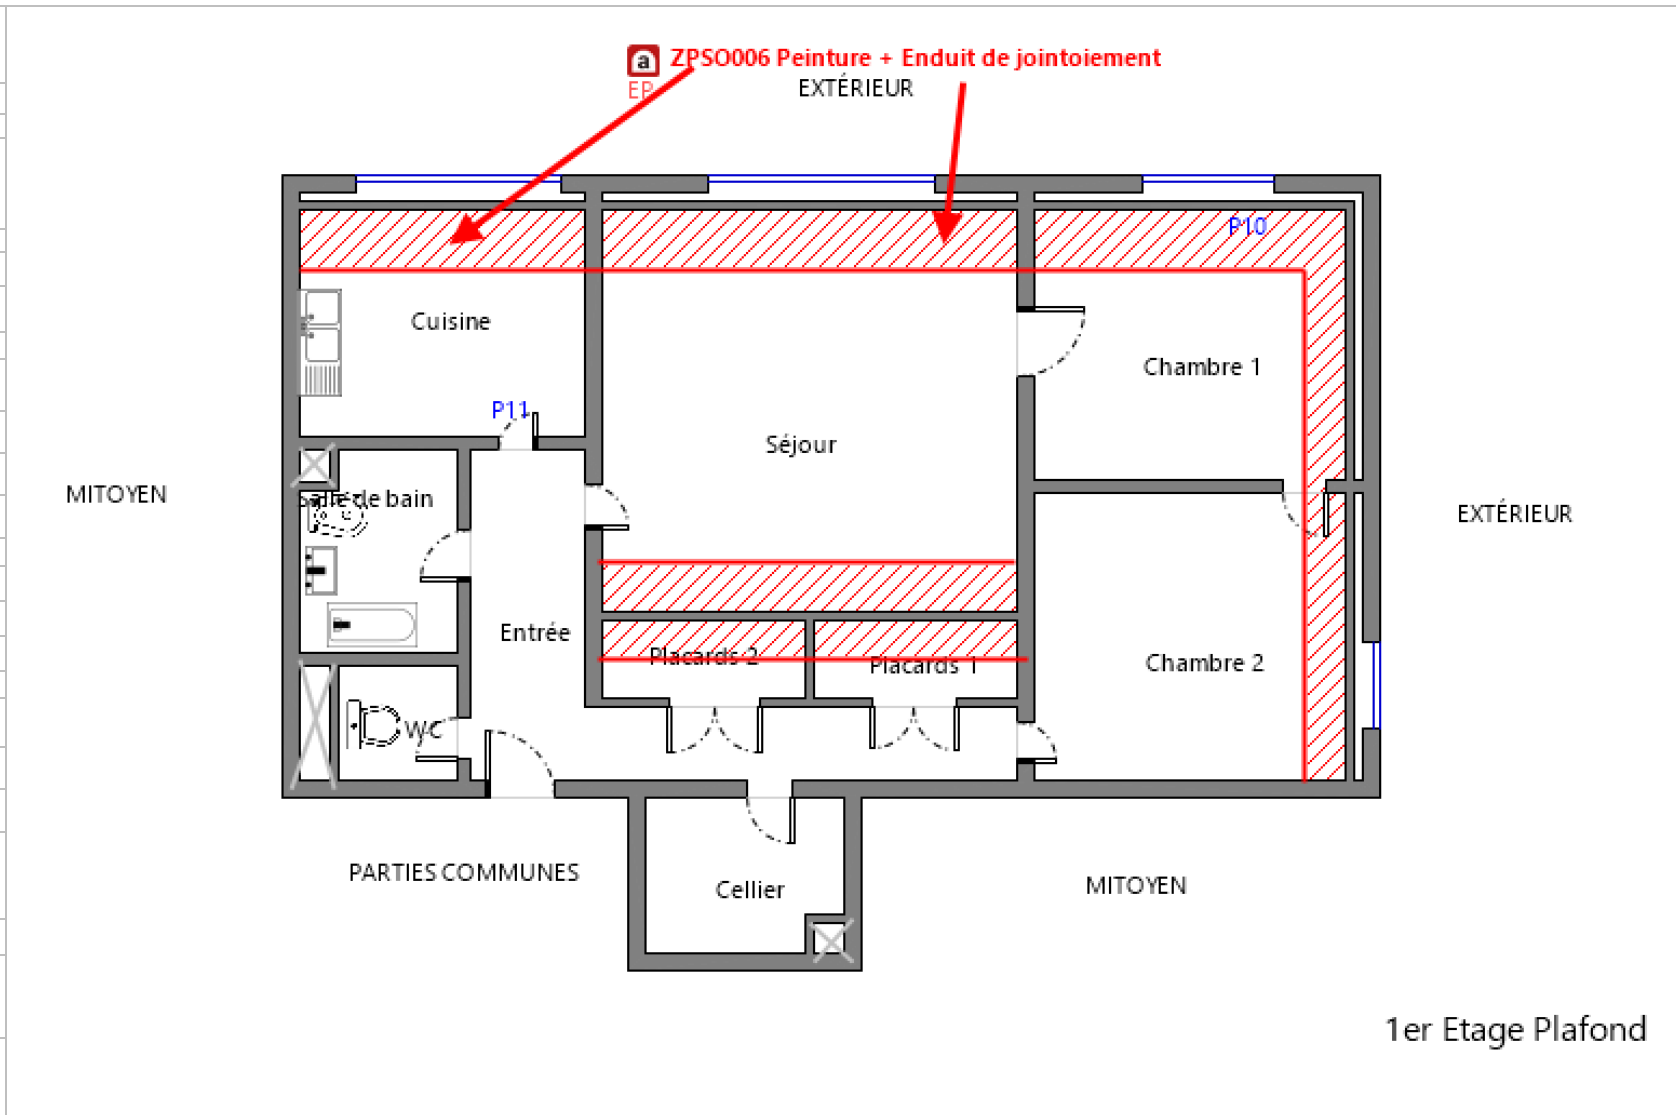 a ZPSO006 Peinture + Enduit de jointoiement
EP
EXTÉRIEUR
P10
Cuisine
Chambre 1
P11
Séjour
MITOYEN
Salle de bain
EXTÉRIEUR
Entrée
Placards 2
Placards 1
Chambre 2
WC
PARTIES COMMUNES
Cellier
MITOYEN
1er Etage Plafond